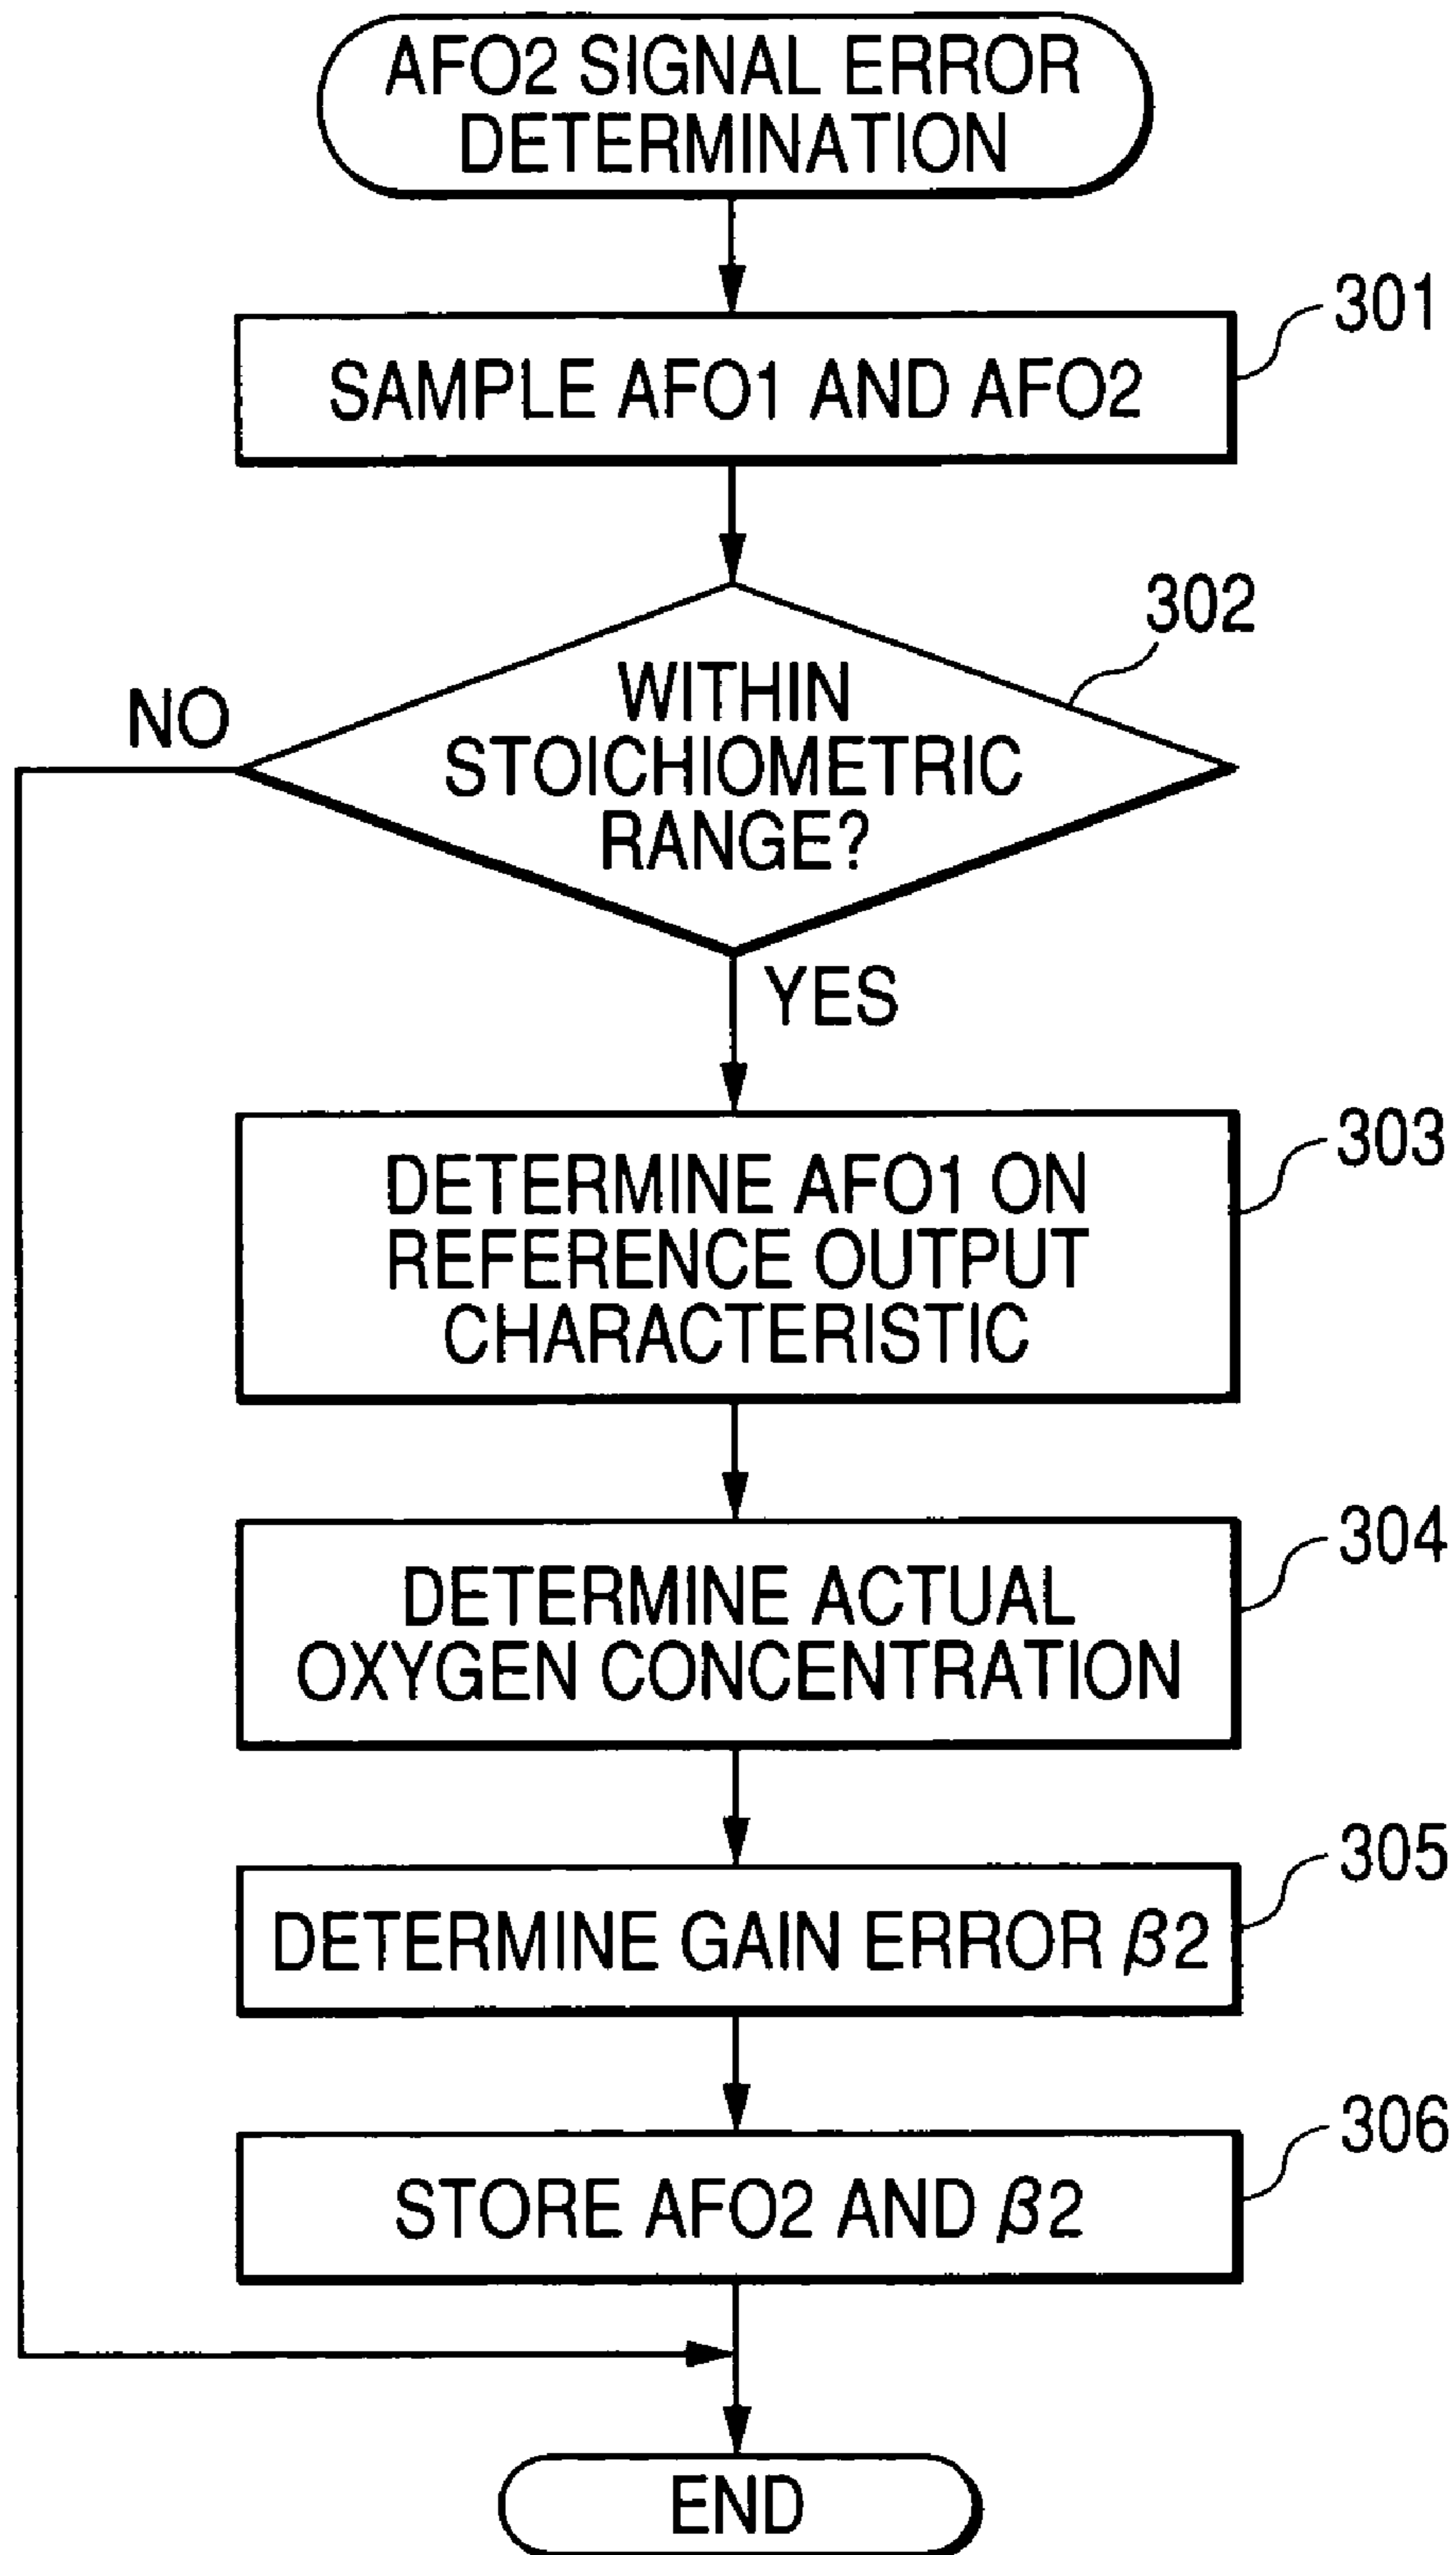 AFO2 SIGNAL ERROR
DETERMINATION
301
SAMPLE AFO1 AND AFO2
302
WITHIN
STOICHIOMETRIC
RANGE?
NO
YES
303
DETERMINE AFO1 ON
REFERENCE OUTPUT
CHARACTERISTIC
304
DETERMINE ACTUAL
OXYGEN CONCENTRATION
305
DETERMINE GAIN ERROR β2
306
STORE AFO2 AND β2
END